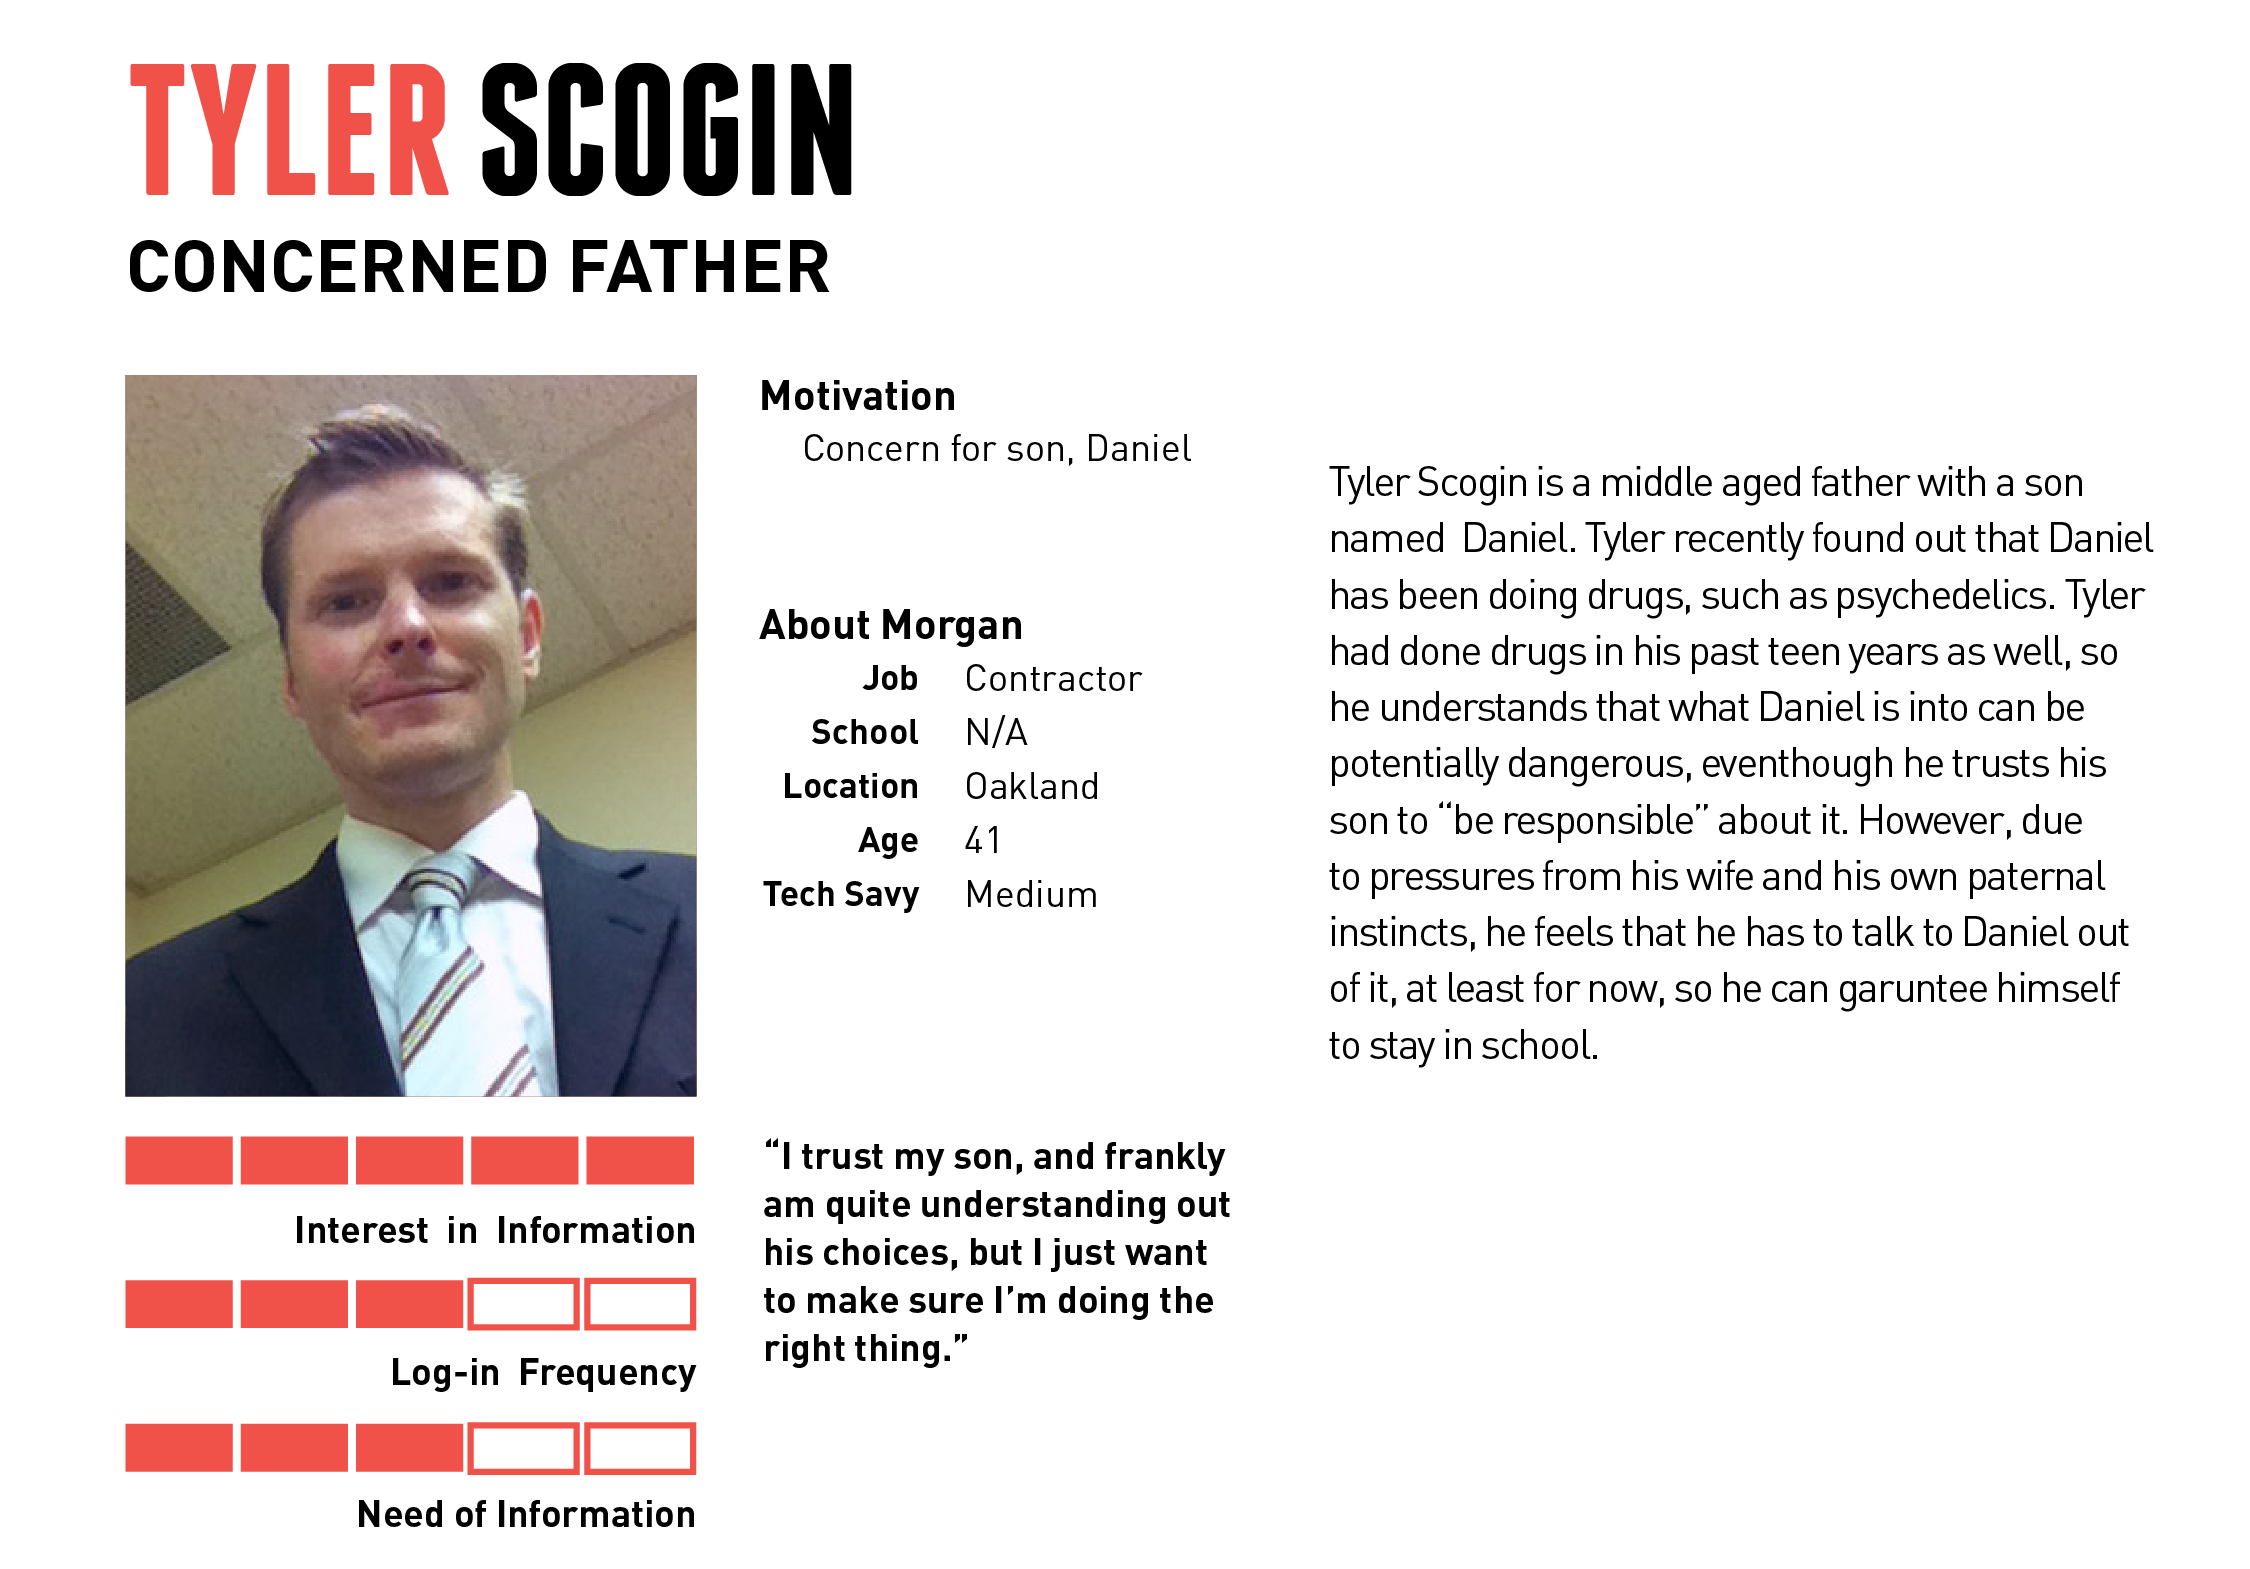 TYLER SCOGIN
CONCERNED FATHER
Motivation
Concern for son, Daniel
About Morgan
Job Contractor
School N/A
Location Oakland
Age 41
Tech Savy Medium
Tyler Scogin is a middle aged father with a son
named Daniel. Tyler recently found out that Daniel
has been doing drugs, such as psychedelics. Tyler
had done drugs in his past teen years as well, so
he understands that what Daniel is into can be
potentially dangerous, eventhough he trusts his
son to “be responsible” about it. However, due
to pressures from his wife and his own paternal
instincts, he feels that he has to talk to Daniel out
of it, at least for now, so he can garuntee himself
to stay in school.
Interest in Information
Log-in Frequency
Need of Information
“I trust my son, and frankly
am quite understanding out
his choices, but I just want
to make sure I’m doing the
right thing.”